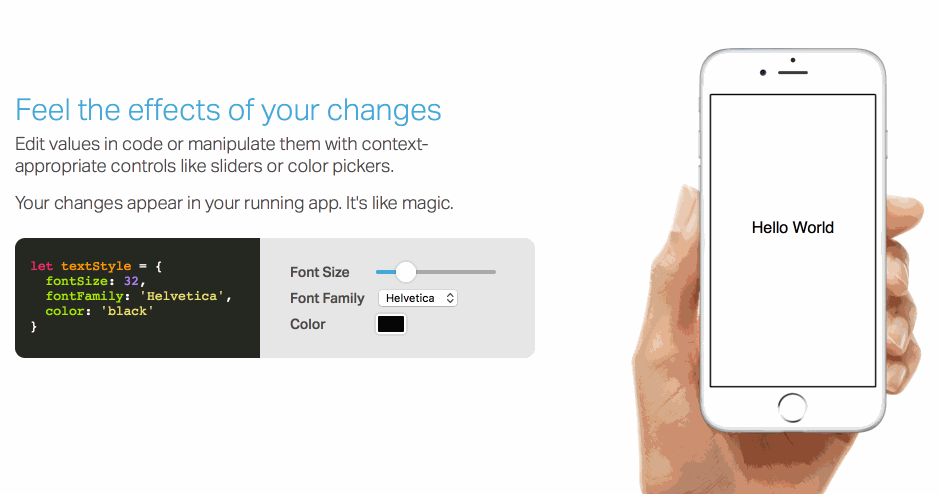 Feel the effects of your changes
Edit values in code or manipulate them with context-
appropriate controls like sliders or color pickers.
Your changes appear in your running app. It's like magic.
let textStyle = {
  fontSize: 32,
  fontFamily: 'Helvetica',
  color: 'black'
}
Font Size
Font Family Helvetica
Color
Hello World